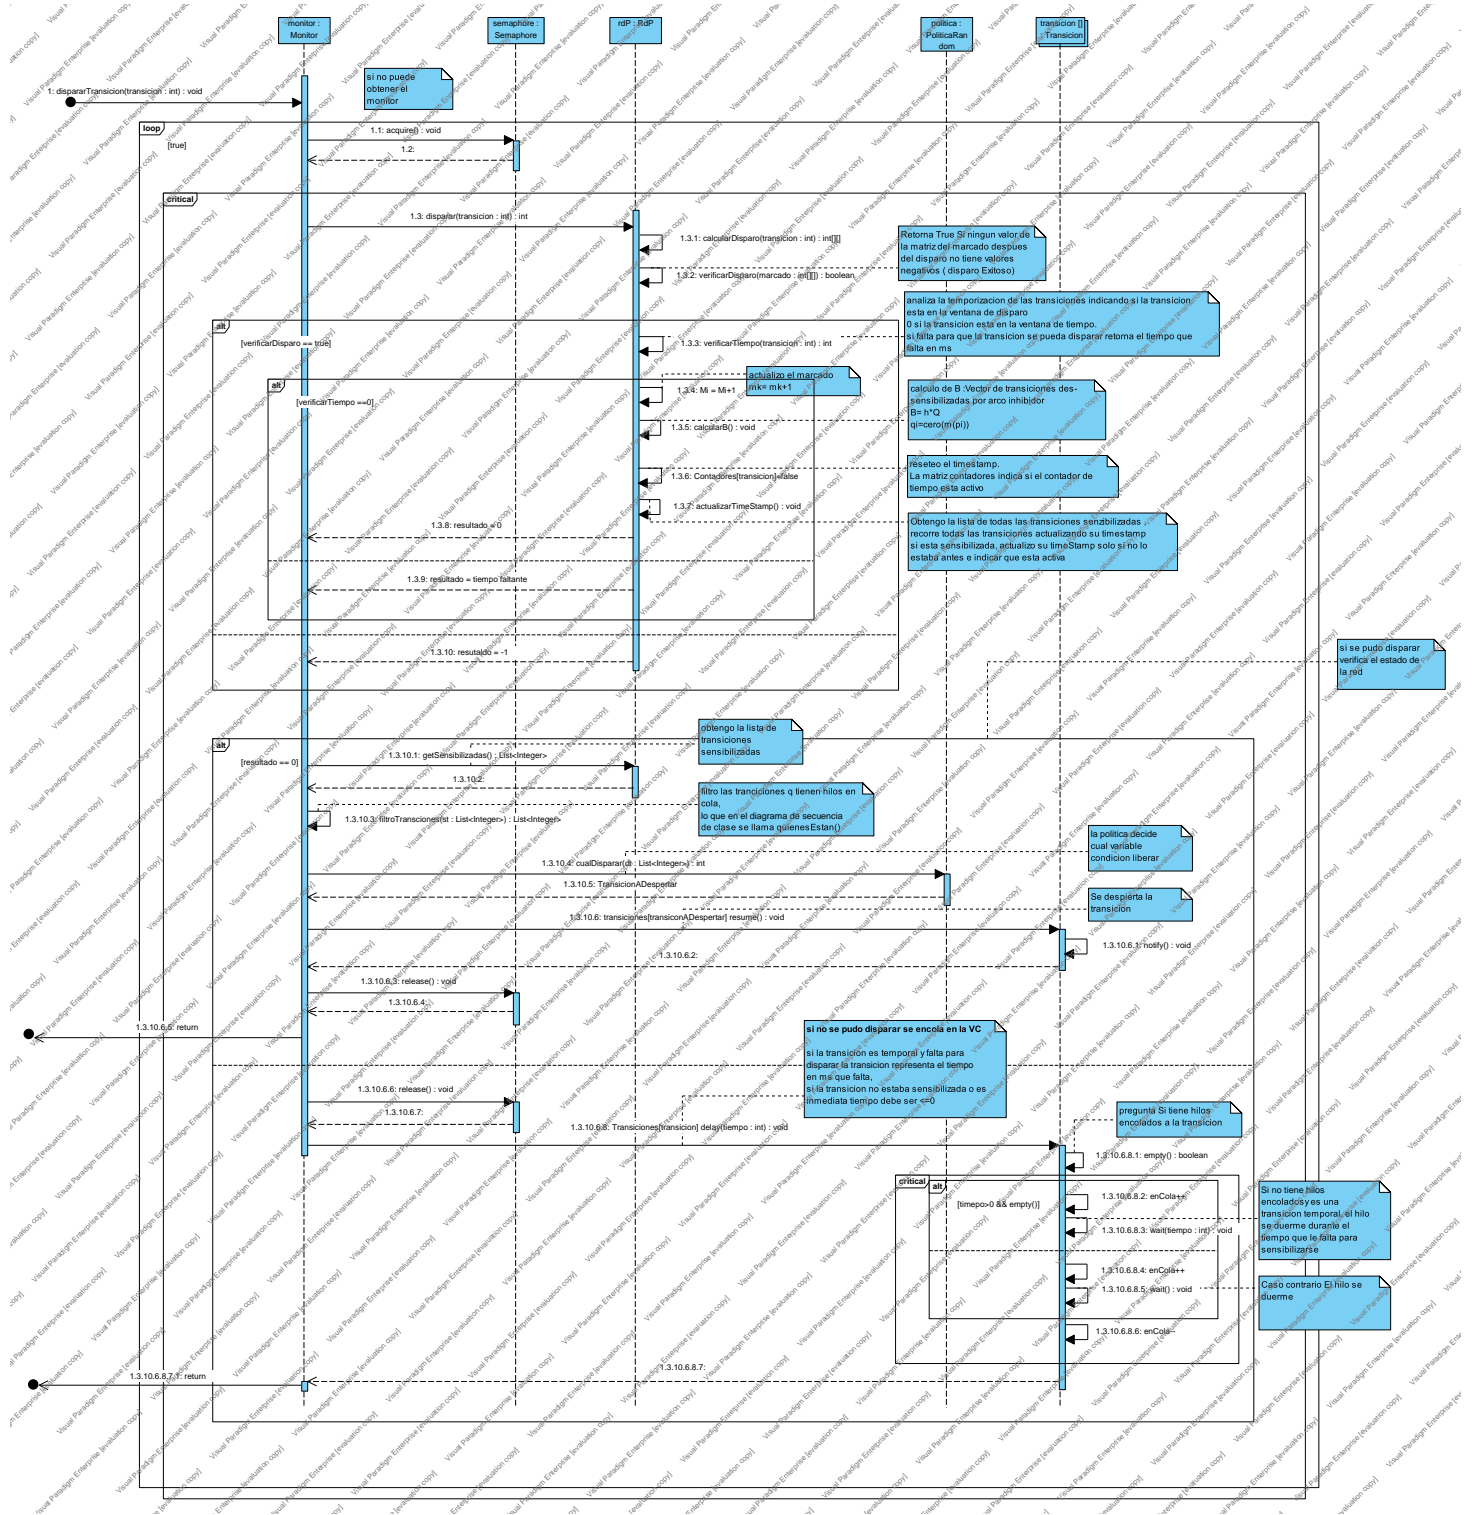 monitor :
Monitor
semaphore :
Semaphore
rdP : RdP
politica :
PoliticaRan
dom
transicion []
: Transicion
si no puede
obtener el
monitor
1: dispararTransicion(transicion : int) : void
loop
[true]
1.1: acquire() : void
1.2:
critical
1.3: disparar(transicion : int) : int
1.3.1: calcularDisparo(transicion : int) : int[][]
Retorna True Si ningun valor de
la matriz del marcado despues
del disparo no tiene valores
negativos ( disparo Exitoso)
1.3.2: verificarDisparo(marcado : int[][]) : boolean
analiza la temporizacion de las transiciones indicando si la transicion
esta en la ventana de disparo
0 si la transicion esta en la ventana de tiempo.
si falta para que la transicion se pueda disparar retorna el tiempo que
falta en ms
alt
[verificarDisparo == true]
1.3.3: verificarTiempo(transicion : int) : int
actualizo el marcado
mk= mk+1
alt
[verificarTiempo ==0]
1.3.4: Mi = Mi+1
calculo de B :Vector de transiciones des-
sensibilizadas por arco inhibidor
B= h*Q
qi=cero(m(pi))
1.3.5: calcularB() : void
reseteo el timestamp.
La matriz contadores indica si el contador de
tiempo esta activo
1.3.6: Contadores[transicion]=false
1.3.7: actualizarTimeStamp() : void
Obtengo la lista de todas las transiciones senzibilizadas
recorre todas las transiciones actualizando su timestamp
si esta sensibilizada, actualizo su timeStamp solo si no lo
estaba antes e indicar que esta activa
1.3.8: resultado = 0
1.3.9: resultado = tiempo faltante
1.3.10: resutaldo = -1
si se pudo disparar
verifica el estado de
la red
obtengo la lista de
transiciones
sensibilizadas
alt
[resultado == 0]
1.3.10.1: getSensibilizadas() : List<Integer>
1.3.10.2:
filtro las tranciciones q tienen hilos en
cola,
lo que en el diagrama de secuencia
de clase se llama quienesEstan()
1.3.10.3: filtroTransciones(st : List<Integer>) : List<Integer>
la politica decide
cual variable
condicion liberar
1.3.10.4: cualDisparar(dt : List<Integer>) : int
1.3.10.5: TransicionADespertar
Se despierta la
transicion
1.3.10.6: transiciones[transiconADespertar] resume() : void
1.3.10.6.1: notify() : void
1.3.10.6.2:
1.3.10.6.3: release() : void
1.3.10.6.4:
1.3.10.6.5: return
si no se pudo disparar se encola en la VC
si la transicion es temporal y falta para
disparar la transicion representa el tiempo
en ms que falta,
si la transicion no estaba sensibilizada o es
inmediata tiempo debe ser <=0
1.3.10.6.6: release() : void
1.3.10.6.7:
pregunta Si tiene hilos
encolados a la transicion
1.3.10.6.8: Transiciones[transicion] delay(tiempo : int) : void
1.3.10.6.8.1: empty() : boolean
critical
alt
[timepo>0 && empty()]
1.3.10.6.8.2: enCola++
Si no tiene hilos
encolados y es una
transicion temporal, el hilo
se duerme durante el
tiempo que le falta para
sensibilizarse
1.3.10.6.8.3: wait(tiempo : int) : void
1.3.10.6.8.4: enCola++
1.3.10.6.8.5: wait() : void
Caso contrario El hilo se
duerme
1.3.10.6.8.6: enCola--
1.3.10.6.8.7:
1.3.10.6.8.7.1: return
Visual Paradigm Enterprise [evaluation copy]